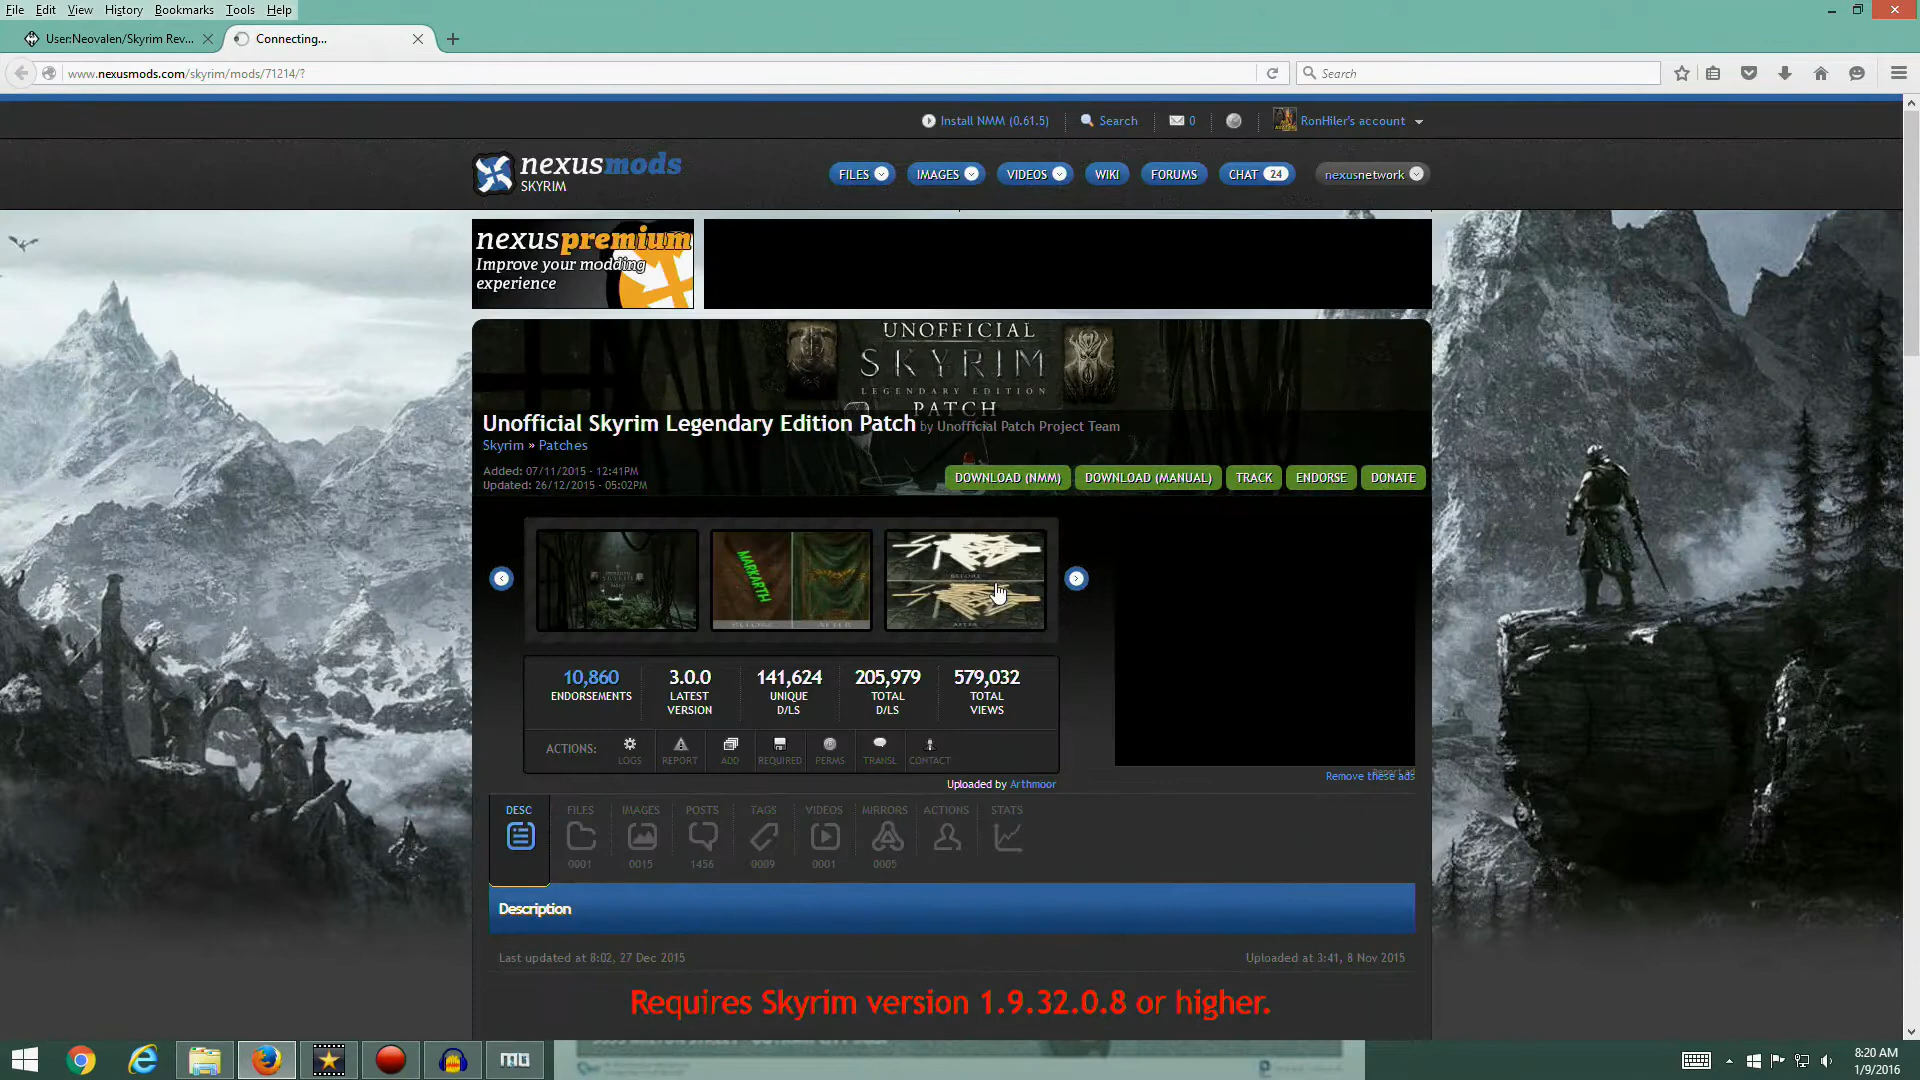 File Edit View History Bookmarks Tools Help
User:Neovalen/Skyrim Rev...
Connecting...
www.nexusmods.com/skyrim/mods/71214/?
Search
Install NMM (0.61.5)
Search
0
RonHiler's account
nexusmods
SKYRIM
FILES
IMAGES
VIDEOS
WIKI
FORUMS
CHAT 24
nexusnetwork
nexuspremium
Improve your modding
experience
UNOFFICIAL
SKYRIM
LEGENDARY EDITION
PATCH
Unofficial Skyrim Legendary Edition Patch by Unofficial Patch Project Team
Skyrim » Patches
Added: 07/11/2015 - 12:41PM
Updated: 26/12/2015 - 05:02PM
DOWNLOAD (NMM)
DOWNLOAD (MANUAL)
TRACK
ENDORSE
DONATE
MARKARTH
BEFORE
AFTER
BEFORE
AFTER
10,860
ENDORSEMENTS
3.0.0
LATEST
VERSION
141,624
UNIQUE
D/LS
205,979
TOTAL
D/LS
579,032
TOTAL
VIEWS
ACTIONS:
LOGS
REPORT
ADD
REQUIRED
PERMS
TRANSL
CONTACT
Uploaded by Arthmoor
Report ad
Remove these ads
DESC
FILES
0001
IMAGES
0015
POSTS
1456
TAGS
0009
VIDEOS
0001
MIRRORS
0005
ACTIONS
STATS
Description
Last updated at 8:02, 27 Dec 2015
Uploaded at 3:41, 8 Nov 2015
Requires Skyrim version 1.9.32.0.8 or higher.
8:20 AM
1/9/2016